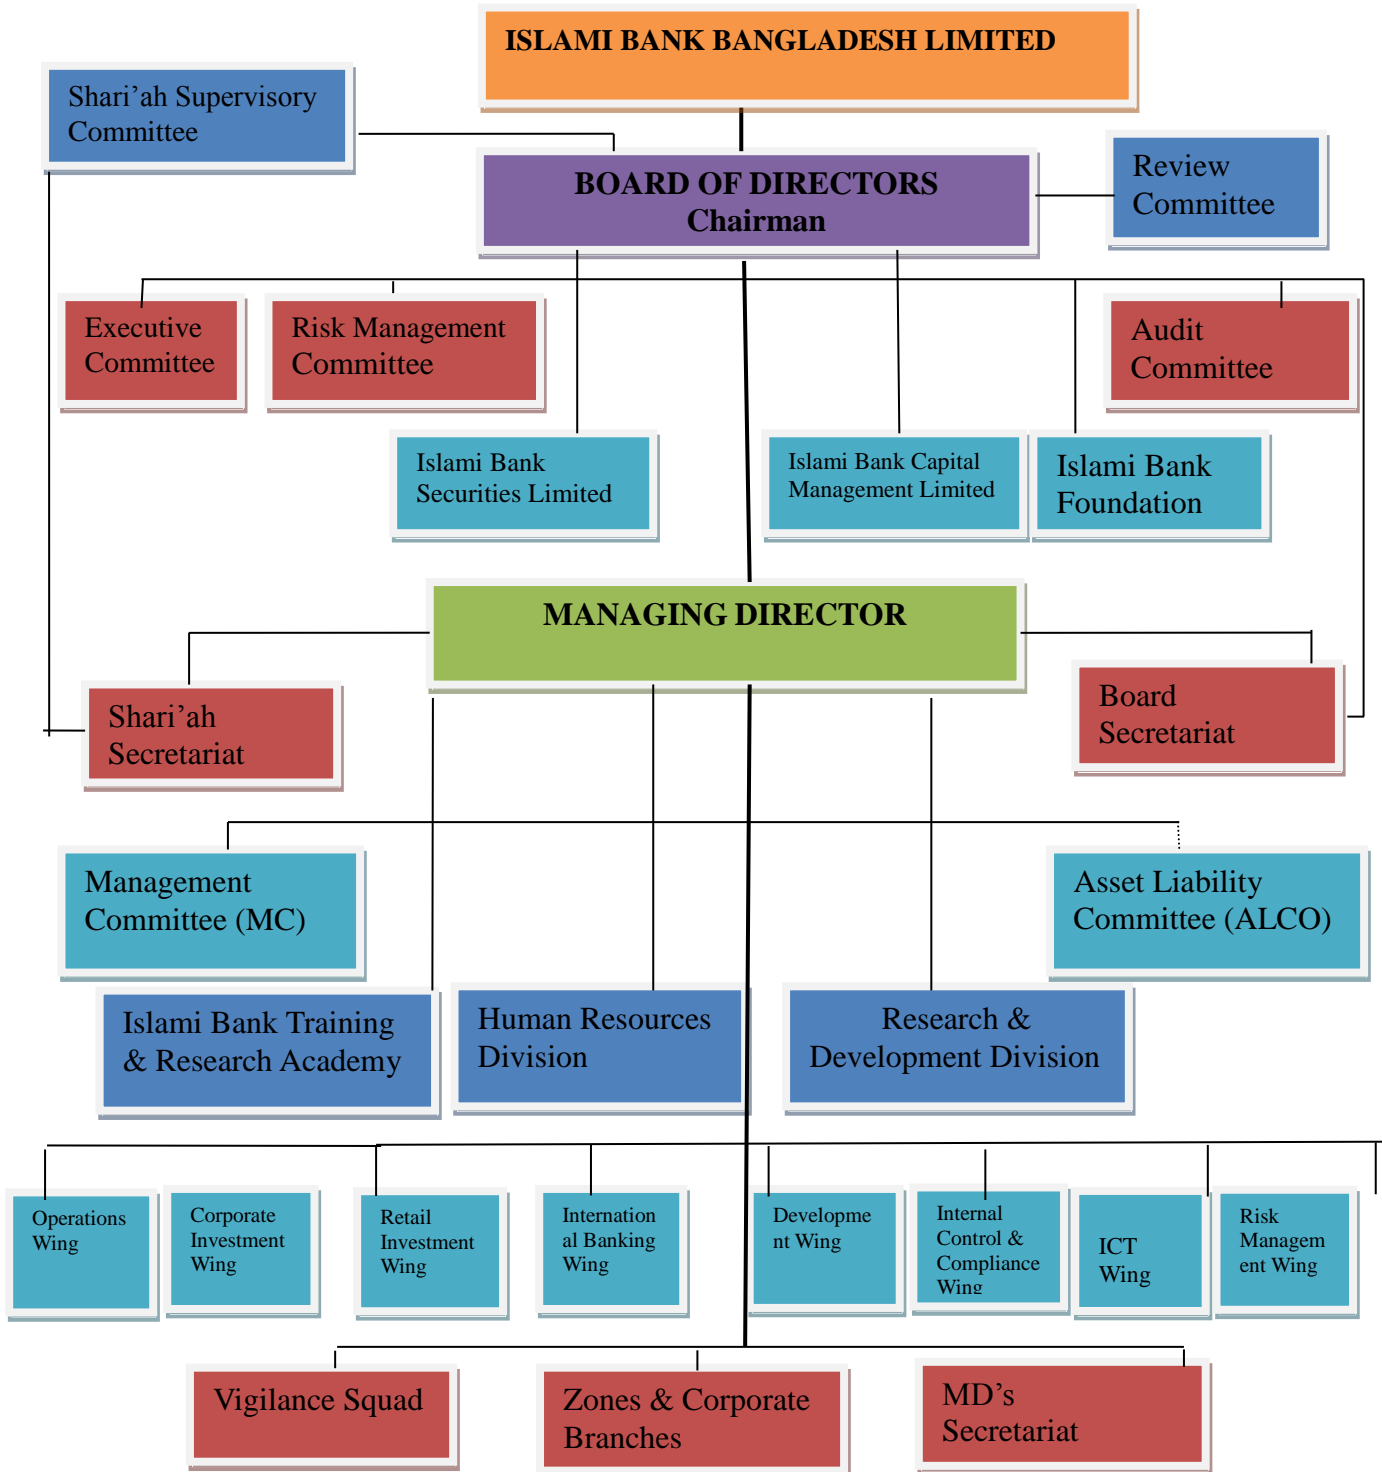 ISLAMI BANK BANGLADESH LIMITED
Shari’ah Supervisory
Committee
BOARD OF DIRECTORS
Chairman
Review
Committee
Executive
Committee
Risk Management
Committee
Audit
Committee
Islami Bank
Securities Limited
Islami Bank Capital
Management Limited
Islami Bank
Foundation
MANAGING DIRECTOR
Shari’ah
Secretariat
Board
Secretariat
Management
Committee (MC)
Asset Liability
Committee (ALCO)
Islami Bank Training
& Research Academy
Human Resources
Division
Research &
Development Division
Operations
Wing
Corporate
Investment
Wing
Retail
Investment
Wing
Internation
al Banking
Wing
Developme
nt Wing
Internal
Control &
Compliance
Wing
ICT
Wing
Risk
Managem
ent Wing
Vigilance Squad
Zones & Corporate
Branches
MD’s
Secretariat